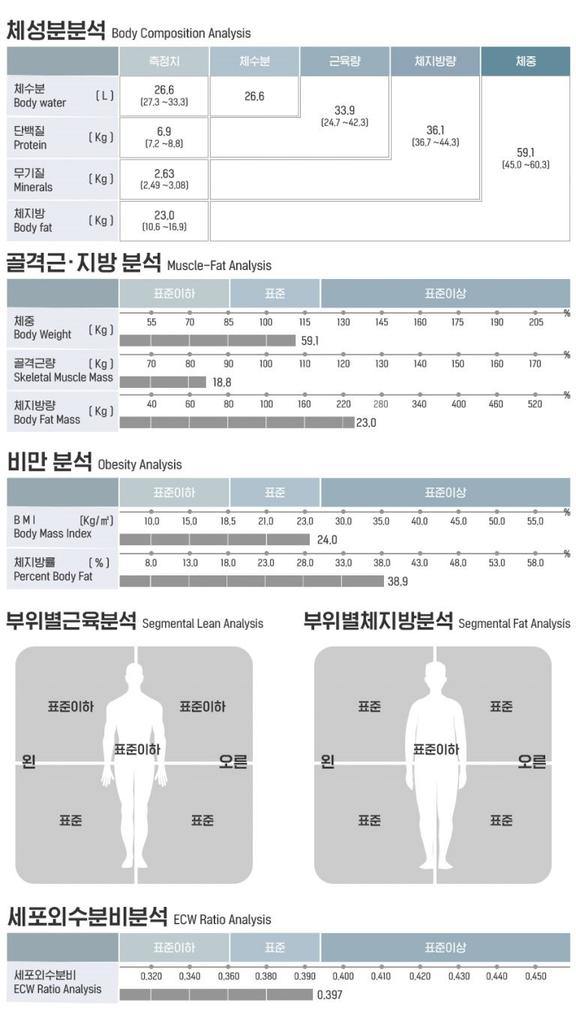 체성분분석 Body Composition Analysis
측정치 체수분 근육량 체지방량 체중
체수분 Body water (L) 26.6 (27.3~33.3) 26.6 33.9 (24.7~42.3) 36.1 (36.7~44.3) 59.1 (45.0~60.3)
단백질 Protein (Kg) 6.9 (7.2~8.8)
무기질 Minerals (Kg) 2.63 (2.49~3.08)
체지방 Body fat (Kg) 23.0 (10.6~16.9)
골격근·지방 분석 Muscle-Fat Analysis
표준이하 표준 표준이상
체중 Body Weight (Kg) 55 70 85 100 115 130 145 160 175 190 205 %
59.1
골격근량 (Kg) Skeletal Muscle Mass 70 80 90 100 110 120 130 140 150 160 170 %
18.8
체지방량 Body Fat Mass (Kg) 40 60 80 100 160 220 280 340 400 460 520 %
23.0
비만 분석 Obesity Analysis
표준이하 표준 표준이상
BMI (Kg/㎡) Body Mass Index 10.0 15.0 18.5 21.0 23.0 30.0 35.0 40.0 45.0 50.0 55.0 %
24.0
체지방률 (%) Percent Body Fat 8.0 13.0 18.0 23.0 28.0 33.0 38.0 43.0 48.0 53.0 58.0 %
38.9
부위별근육분석 Segmental Lean Analysis
표준이하 표준이하
표준이하
왼 오른
표준 표준
부위별체지방분석 Segmental Fat Analysis
표준 표준
표준이하
왼 오른
표준 표준
세포외수분비분석 ECW Ratio Analysis
표준이하 표준 표준이상
세포외수분비 ECW Ratio Analysis 0.320 0.340 0.360 0.380 0.390 0.400 0.410 0.420 0.430 0.440 0.450 %
0.397